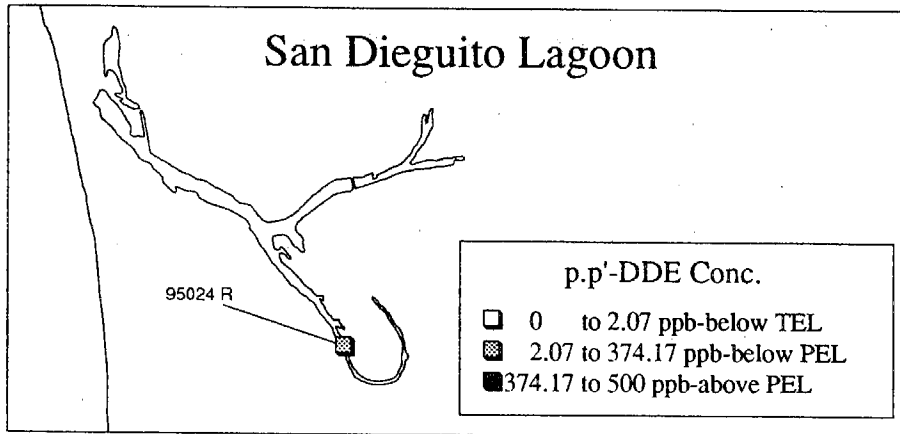 San Dieguito Lagoon
95024 R
p.p'-DDE Conc.
0 to 2.07 ppb-below TEL
2.07 to 374.17 ppb-below PEL
374.17 to 500 ppb-above PEL